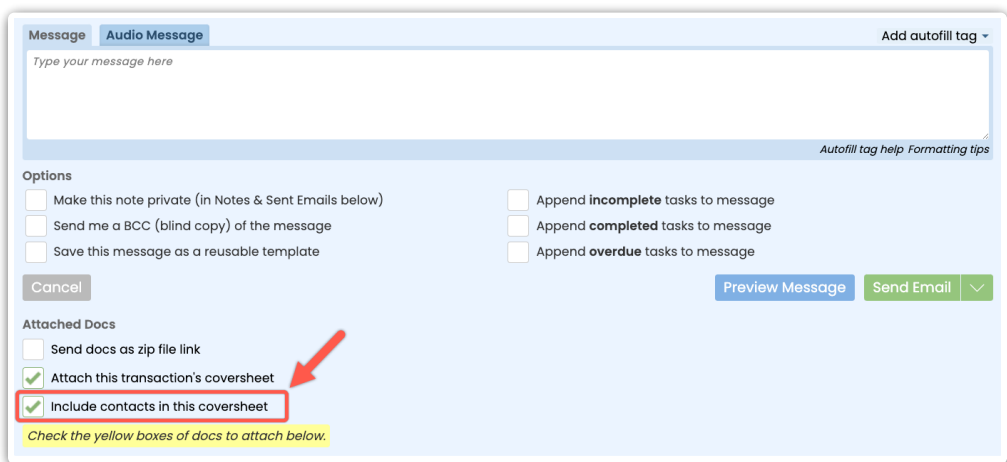 Message Audio Message Add autofill tag
Type your message here
Autofill tag help Formatting tips
Options
Make this note private (in Notes & Sent Emails below) Append incomplete tasks to message
Send me a BCC (blind copy) of the message Append completed tasks to message
Save this message as a reusable template Append overdue tasks to message
Cancel Preview Message Send Email
Attached Docs
Send docs as zip file link
Attach this transaction's coversheet
Include contacts in this coversheet
Check the yellow boxes of docs to attach below.